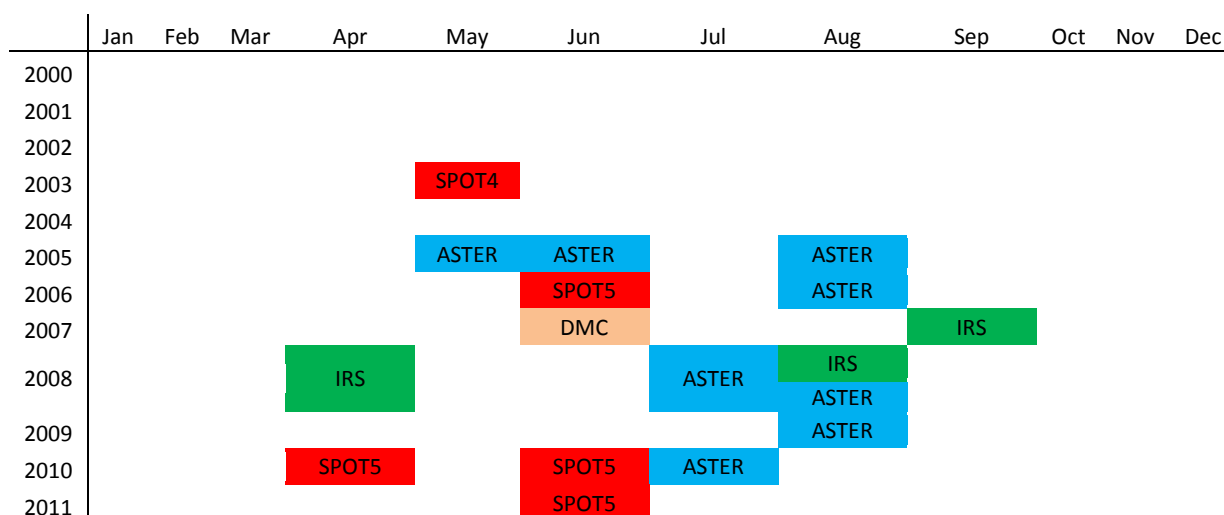 Jan Feb Mar Apr May Jun Jul Aug Sep Oct Nov Dec
2000
2001
2002
2003 SPOT4
2004
2005 ASTER ASTER ASTER
2006 SPOT5 ASTER
2007 DMC IRS
IRS
2008 IRS ASTER
ASTER
2009 ASTER
2010 SPOT5 SPOT5 ASTER
2011 SPOT5